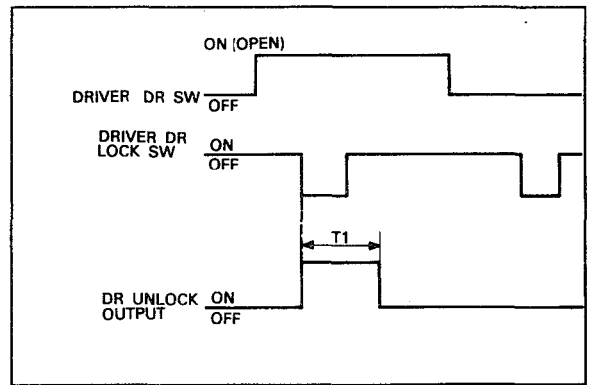 ON (OPEN)
DRIVER DR SW
OFF
DRIVER DR
LOCK SW
ON
OFF
T1
DR UNLOCK
OUTPUT
ON
OFF